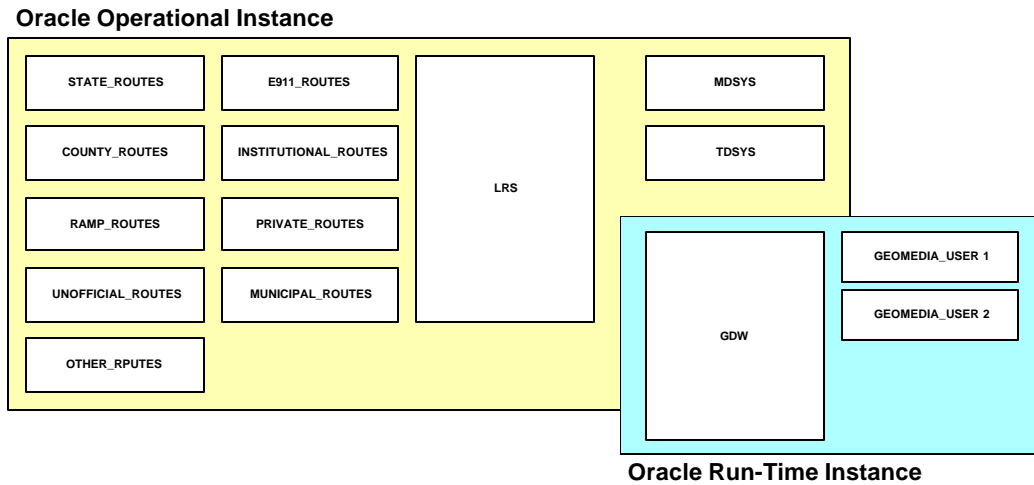 Oracle Operational Instance
STATE_ROUTES
E911_ROUTES
MDSYS
COUNTY_ROUTES
INSTITUTIONAL_ROUTES
TDSYS
LRS
RAMP_ROUTES
PRIVATE_ROUTES
GEOMEDIA_USER 1
UNOFFICIAL_ROUTES
MUNICIPAL_ROUTES
GEOMEDIA_USER 2
GDW
OTHER_RPUTES
Oracle Run-Time Instance